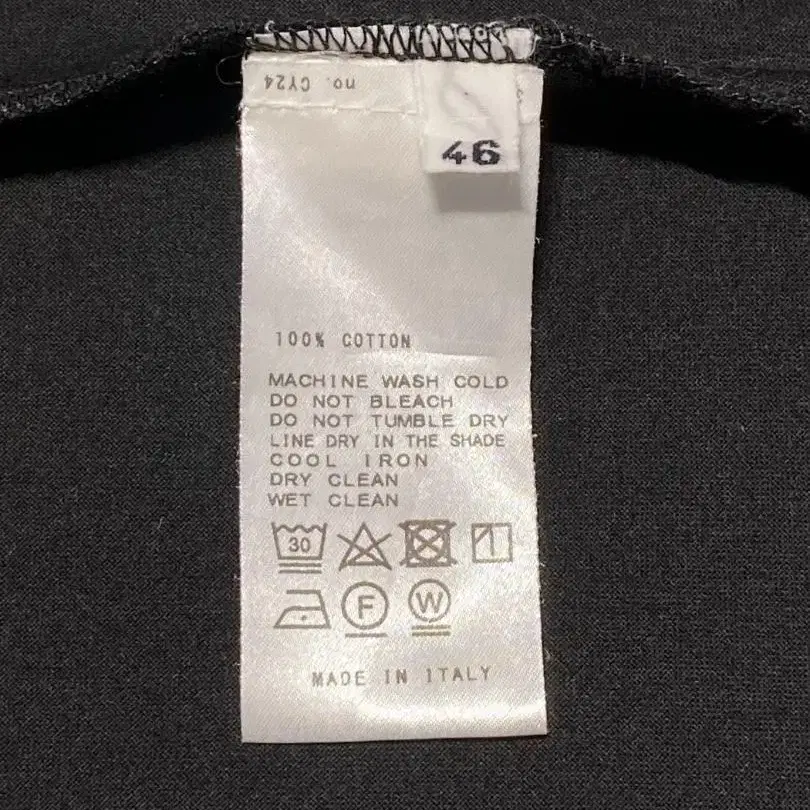 no. CY24
46
100% COTTON
MACHINE WASH COLD
DO NOT BLEACH
DO NOT TUMBLE DRY
LINE DRY IN THE SHADE
COOL IRON
DRY CLEAN
WET CLEAN
30
F W
MADE IN ITALY